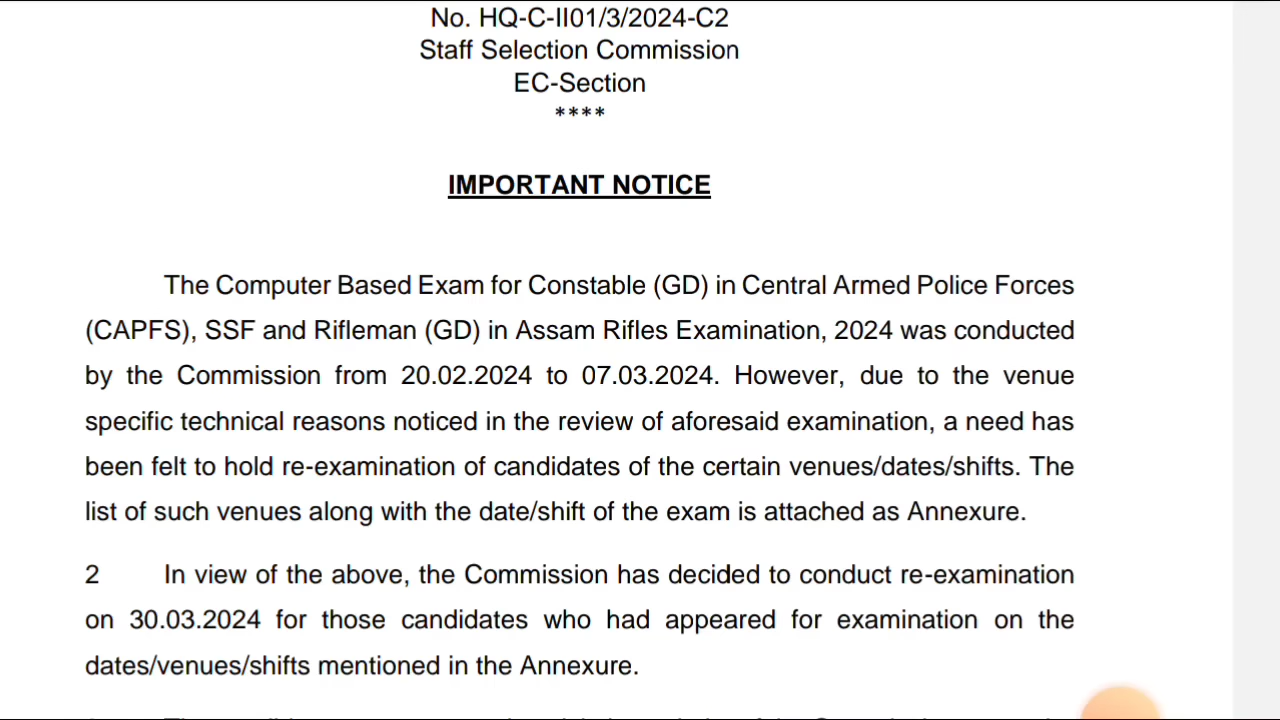 No. HQ-C-II01/3/2024-C2
Staff Selection Commission
EC-Section
****
IMPORTANT NOTICE
The Computer Based Exam for Constable (GD) in Central Armed Police Forces
(CAPFS), SSF and Rifleman (GD) in Assam Rifles Examination, 2024 was conducted
by the Commission from 20.02.2024 to 07.03.2024. However, due to the venue
specific technical reasons noticed in the review of aforesaid examination, a need has
been felt to hold re-examination of candidates of the certain venues/dates/shifts. The
list of such venues along with the date/shift of the exam is attached as Annexure.
2 In view of the above, the Commission has decided to conduct re-examination
on 30.03.2024 for those candidates who had appeared for examination on the
dates/venues/shifts mentioned in the Annexure.